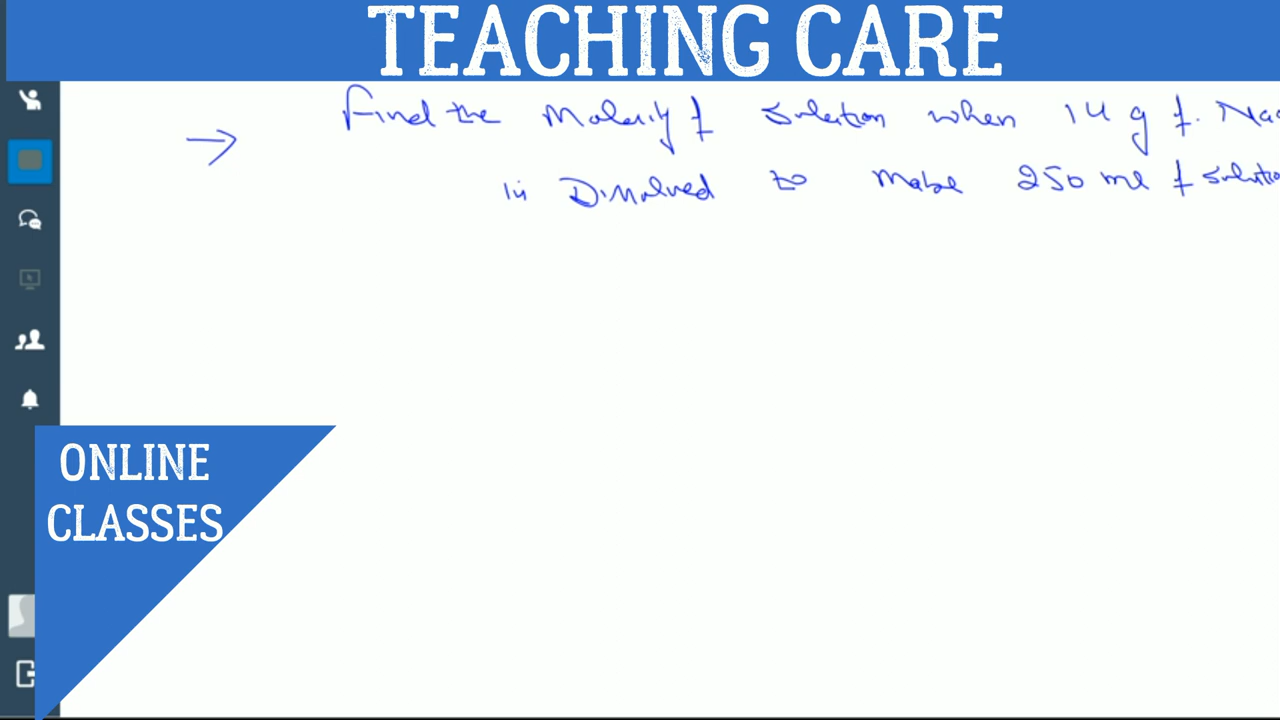 TEACHING CARE
→ Find the Molarity of solution when 14 g of
is Dissolved to make 250 ml of solutio
ONLINE
CLASSES